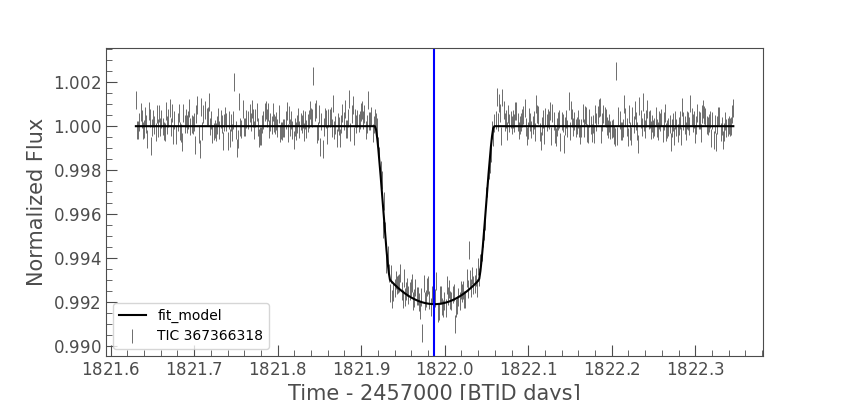 1.002
1.000
0.998
0.996
0.994
0.992
0.990
Normalized Flux
fit_model
TIC 367366318
1821.6 1821.7 1821.8 1821.9 1822.0 1822.1 1822.2 1822.3
Time - 2457000 [BTJD days]